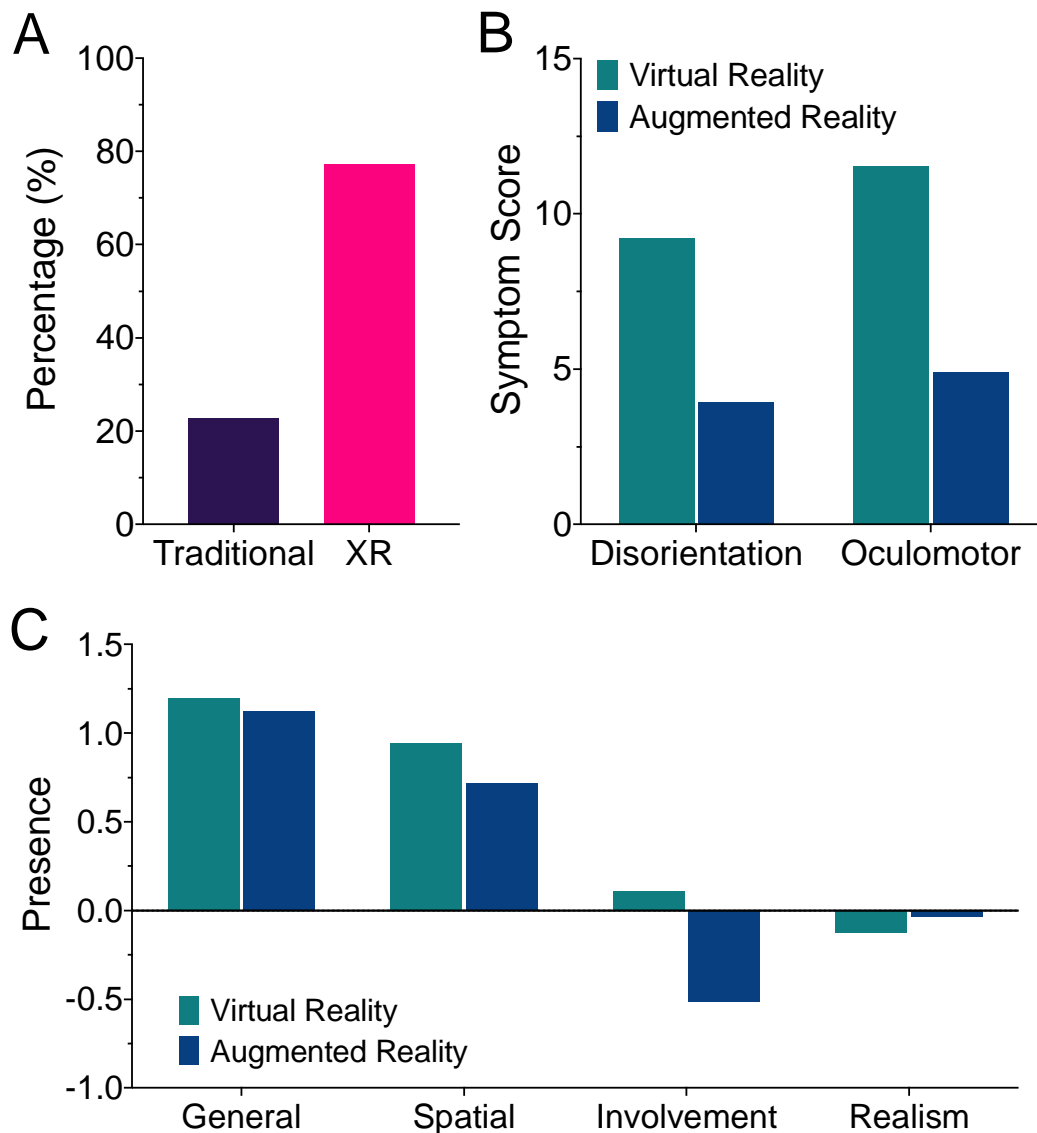 A
Percentage (%)
100
80
60
40
20
0
Traditional
XR
B
Symptom Score
15
10
5
0
Virtual Reality
Augmented Reality
Disorientation
Oculomotor
C
Presence
1.5
1.0
0.5
0.0
-0.5
-1.0
Virtual Reality
Augmented Reality
General
Spatial
Involvement
Realism